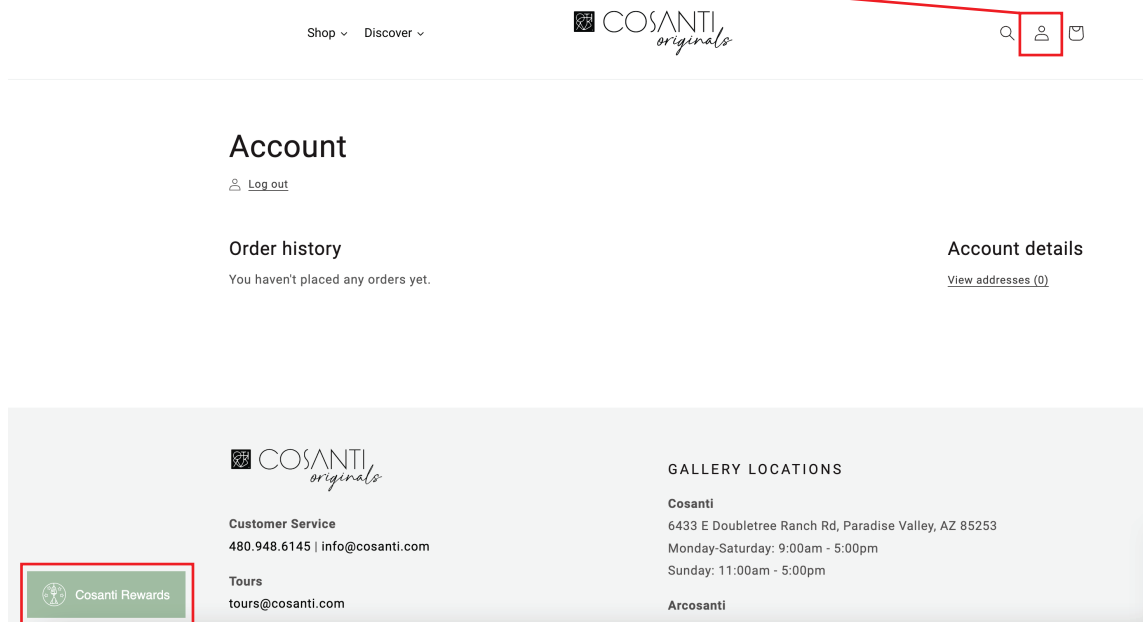 Shop
Discover
COSANTI
originals
Account
Log out
Order history
You haven't placed any orders yet.
Account details
View addresses (0)
COSANTI
originals
Customer Service
480.948.6145 | info@cosanti.com
Tours
tours@cosanti.com
GALLERY LOCATIONS
Cosanti
6433 E Doubletree Ranch Rd, Paradise Valley, AZ 85253
Monday-Saturday: 9:00am - 5:00pm
Sunday: 11:00am - 5:00pm
Arcosanti
Cosanti Rewards